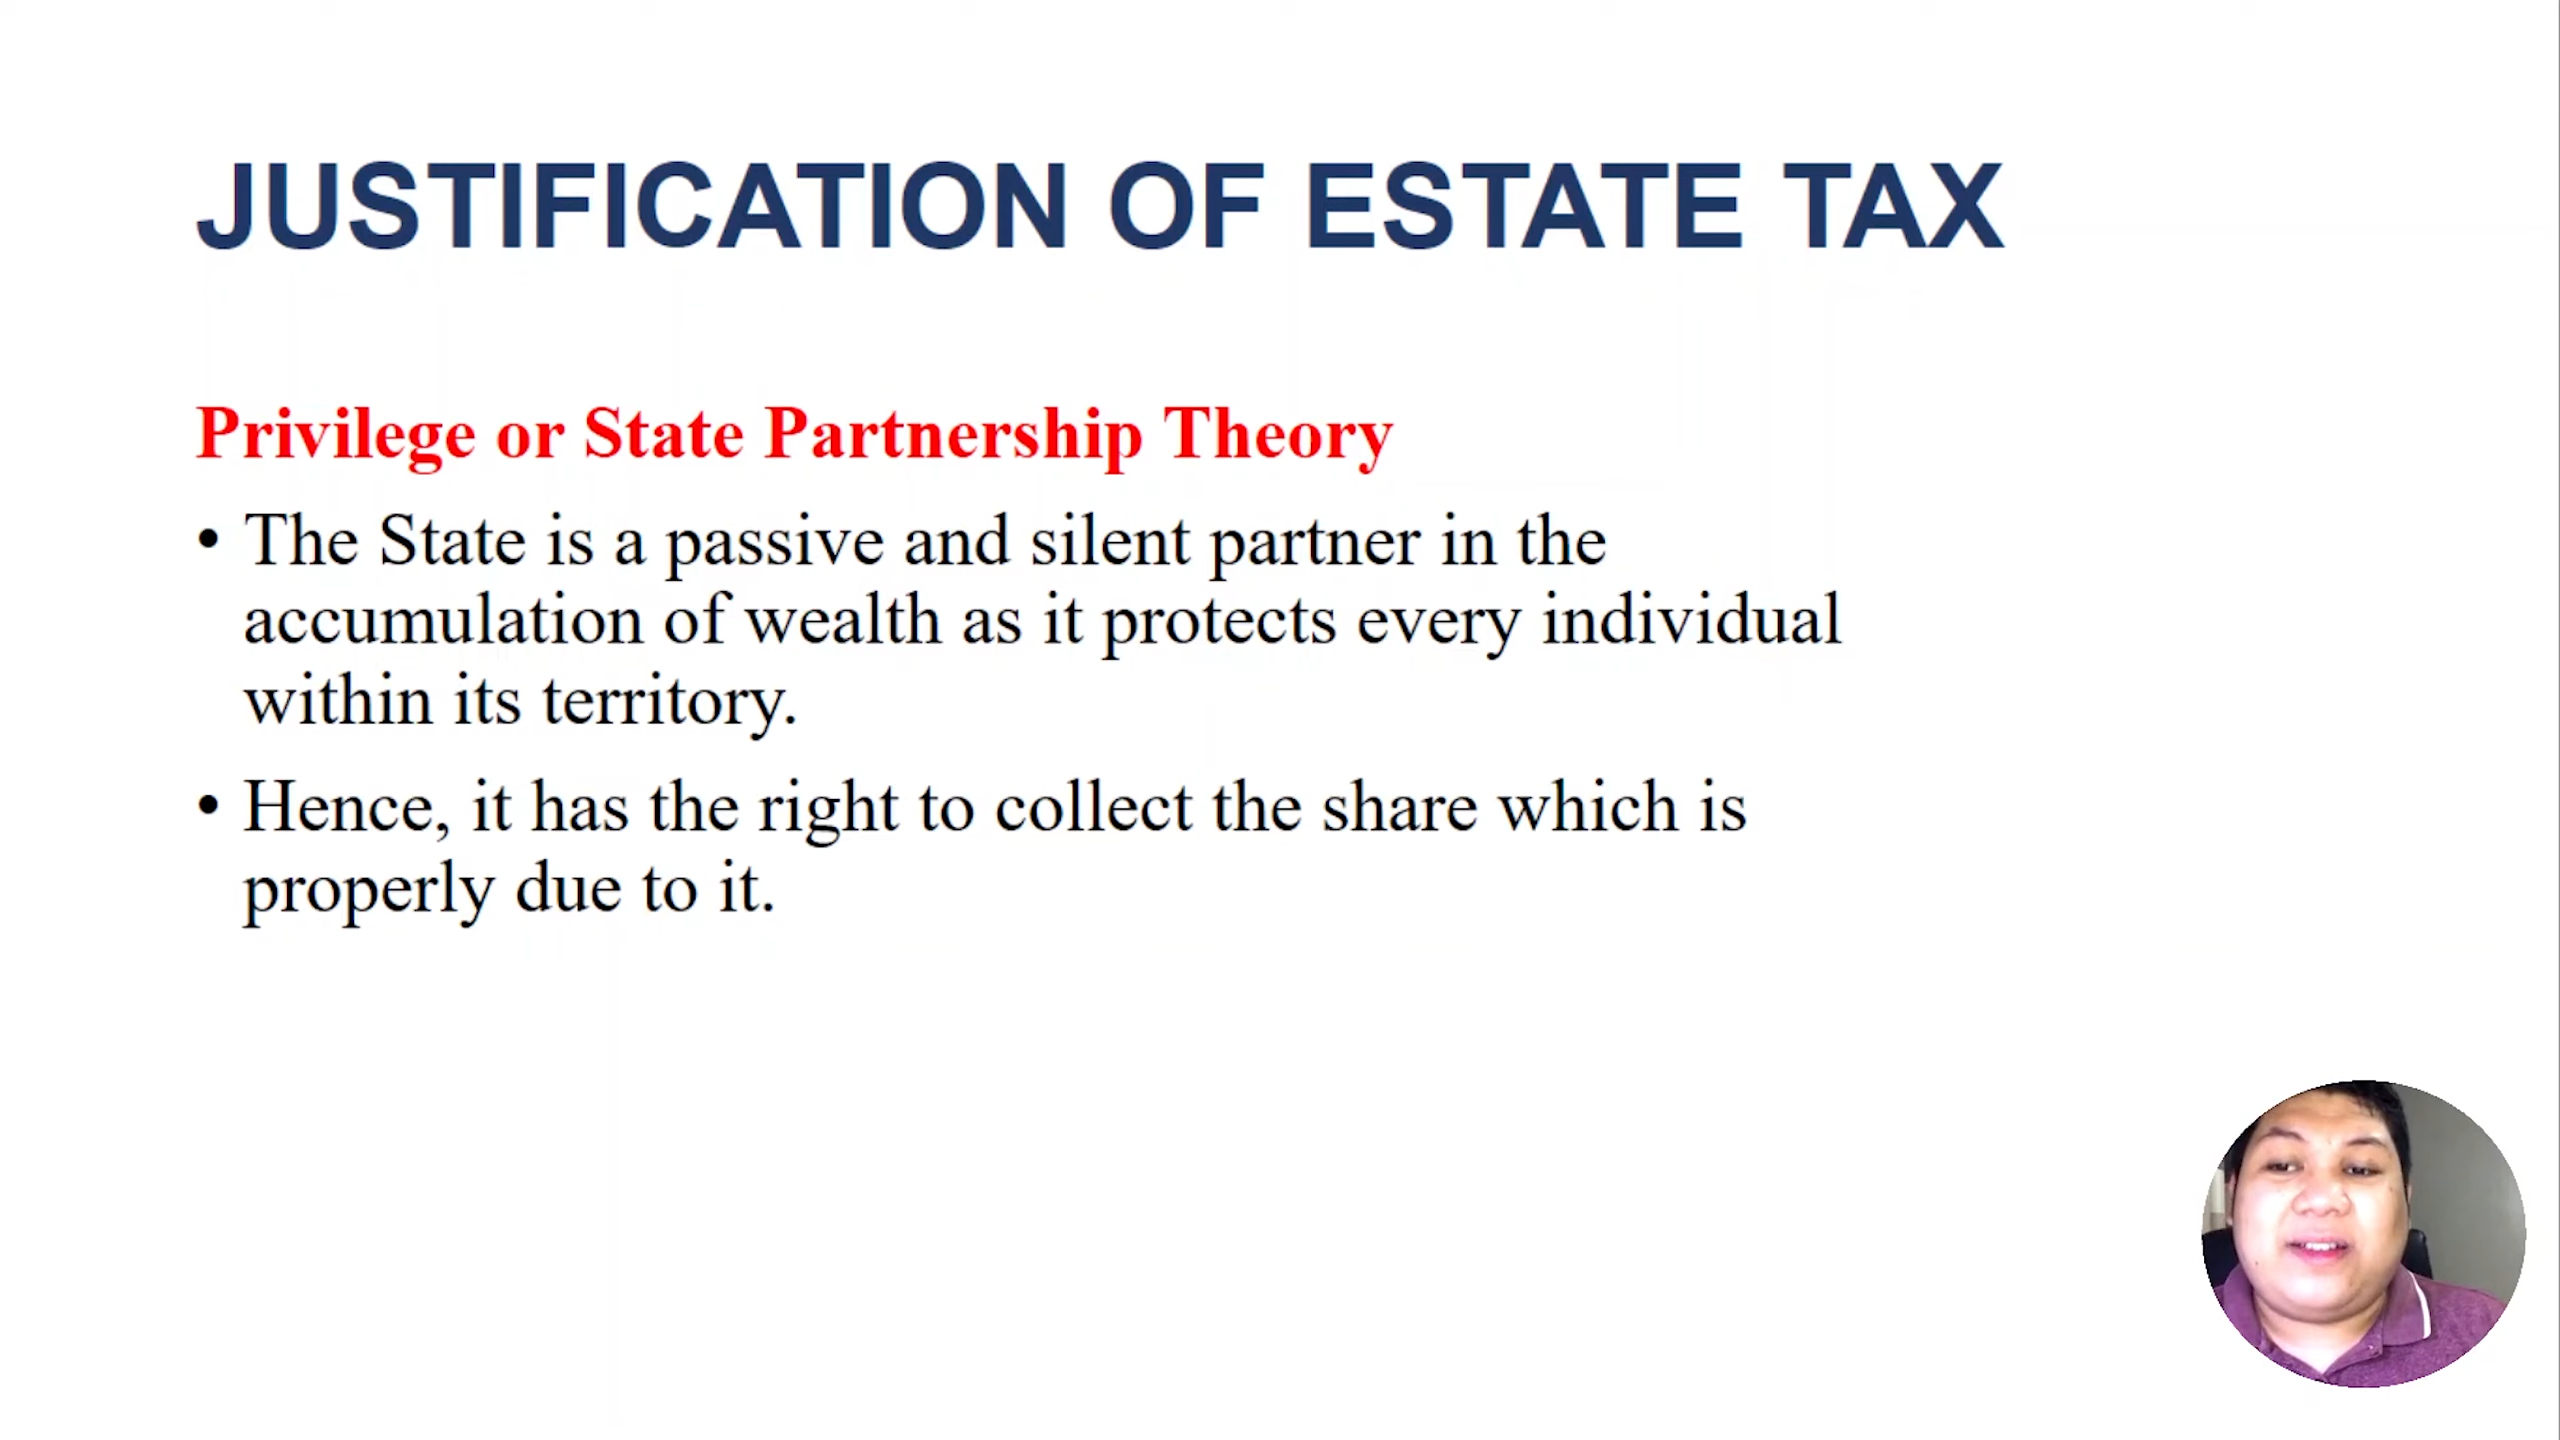 JUSTIFICATION OF ESTATE TAX
Privilege or State Partnership Theory
• The State is a passive and silent partner in the
accumulation of wealth as it protects every individual
within its territory.
• Hence, it has the right to collect the share which is
properly due to it.